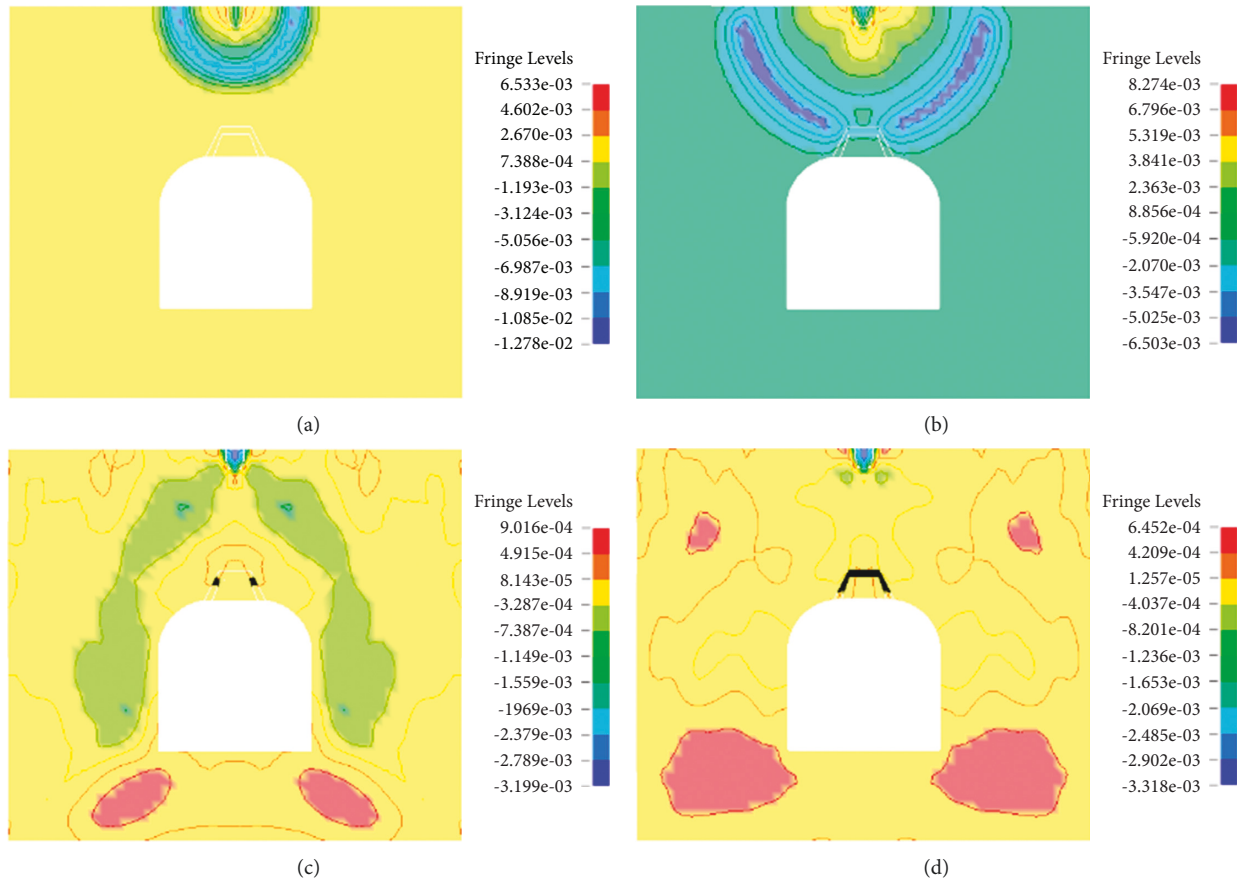 Fringe Levels
6.533e-03
4.602e-03
2.670e-03
7.388e-04
-1.193e-03
-3.124e-03
-5.056e-03
-6.987e-03
-8.919e-03
-1.085e-02
-1.278e-02
(a)
Fringe Levels
8.274e-03
6.796e-03
5.319e-03
3.841e-03
2.363e-03
8.856e-04
-5.920e-04
-2.070e-03
-3.547e-03
-5.025e-03
-6.503e-03
(b)
Fringe Levels
9.016e-04
4.915e-04
8.143e-05
-3.287e-04
-7.387e-04
-1.149e-03
-1.559e-03
-1969e-03
-2.379e-03
-2.789e-03
-3.199e-03
(c)
Fringe Levels
6.452e-04
4.209e-04
1.257e-05
-4.037e-04
-8.201e-04
-1.236e-03
-1.653e-03
-2.069e-03
-2.485e-03
-2.902e-03
-3.318e-03
(d)